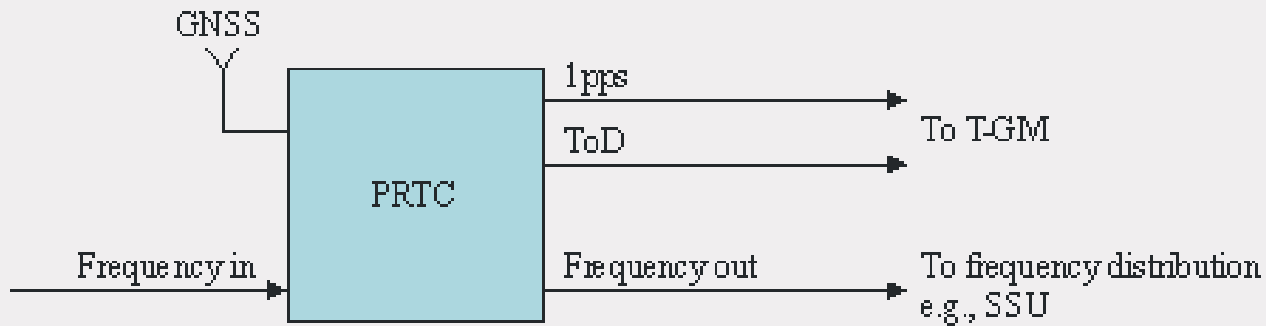 GNSS
1pps
To T-GM
ToD
PRTC
Frequency in
Frequency out
To frequency distribution
e.g., SSU